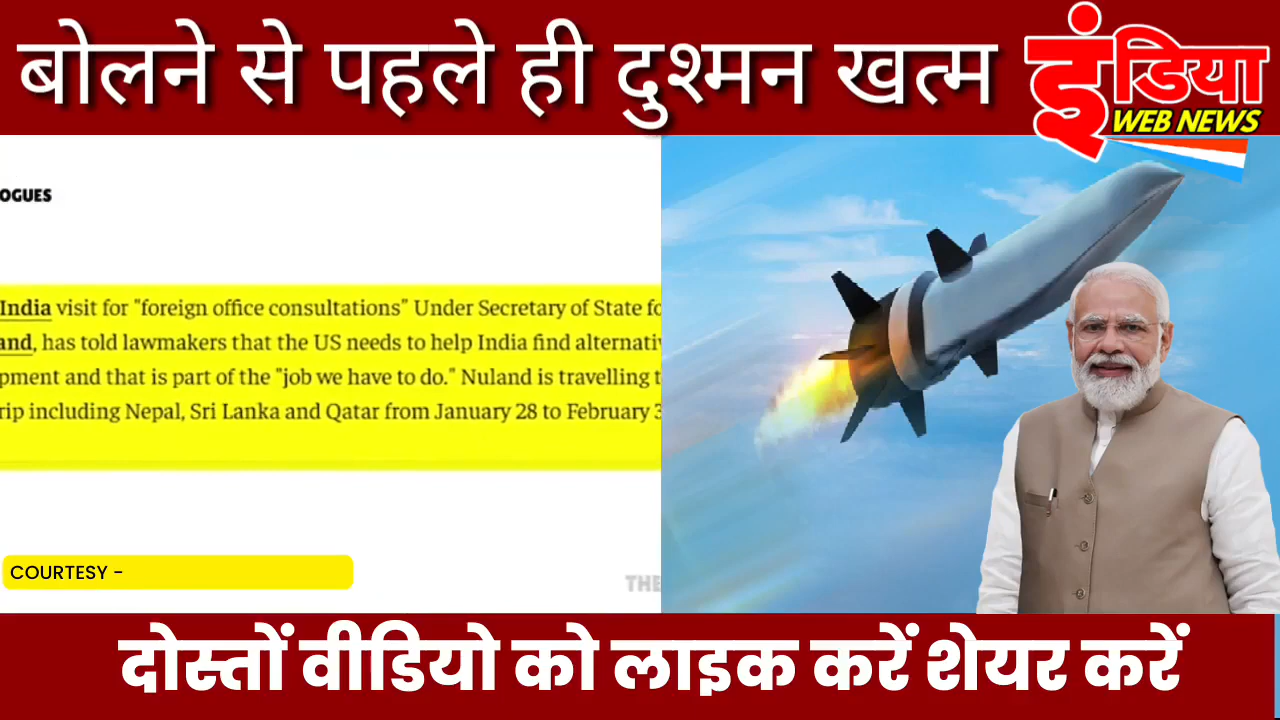 बोलने से पहले ही दुश्मन खत्म
इंडिया
WEB NEWS
OGUES
India visit for "foreign office consultations" Under Secretary of State fo
and, has told lawmakers that the US needs to help India find alternativ
pment and that is part of the "job we have to do." Nuland is travelling t
rip including Nepal, Sri Lanka and Qatar from January 28 to February 3
COURTESY -
THE
दोस्तों वीडियो को लाइक करें शेयर करें